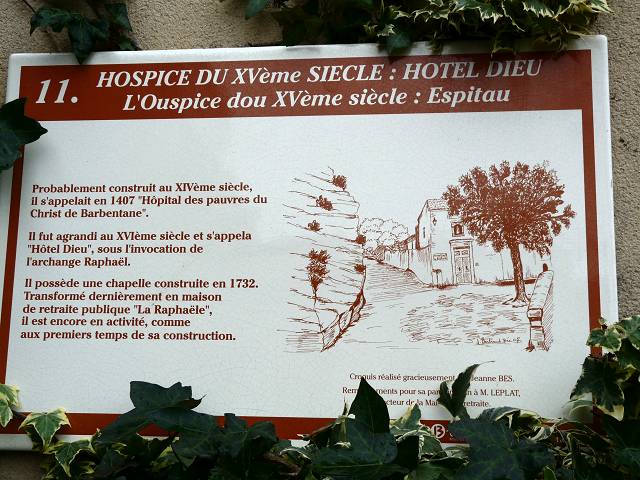 11. HOSPICE DU XVème SIECLE : HOTEL DIEU
L'Ouspice dou XVème siècle : Espitau
Probablement construit au XIVème siècle,
il s'appelait en 1407 "Hôpital des pauvres du
Christ de Barbentane".
Il fut agrandi au XVIème siècle et s'appela
"Hôtel Dieu", sous l'invocation de
l'archange Raphaël.
Il possède une chapelle construite en 1732.
Transformé dernièrement en maison
de retraite publique "La Raphaële",
il est encore en activité, comme
aux premiers temps de sa construction.
Croquis réalisé gracieusement Jeanne BES.
pour sa à M. LEPLAT,
de la retraite.